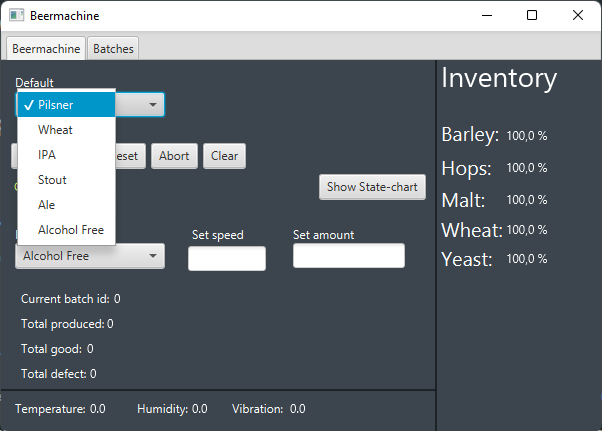 Beermachine
Beermachine Batches
Default
Inventory
✓ Pilsner
Wheat
IPA
Stout
Ale
Alcohol Free
Abort Clear
Show State-chart
Set speed Set amount
Alcohol Free
Barley: 100,0 %
Hops: 100,0 %
Malt: 100,0 %
Wheat: 100,0 %
Yeast: 100,0 %
Current batch id: 0
Total produced: 0
Total good: 0
Total defect: 0
Temperature: 0.0 Humidity: 0.0 Vibration: 0.0